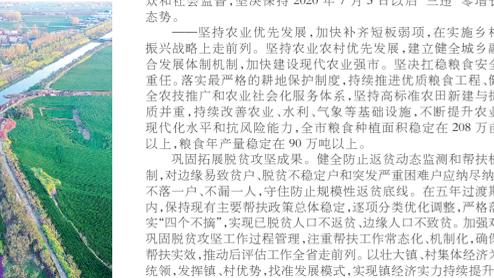 众和社会监督,坚决保持 2020 年 7 月 3 日以后“三违”零增长
态势。
——坚持农业优先发展,加快补齐短板弱项,在实施乡村
振兴战略上走前列。坚持农业农村优先发展,建立健全城乡融
合发展体制机制,加快建设现代农业强市。坚决扛稳粮食安全
重任。落实最严格的耕地保护制度,持续推进优质粮食工程、健
全农技推广和农业社会化服务体系,坚持高标准农田新建与提
质并重,持续改善农业、水利、气象等基础设施,不断提升农业
现代化水平和抗风险能力,全市粮食种植面积稳定在 208 万亩
以上,粮食年产量稳定在 90 万吨以上。
巩固拓展脱贫攻坚成果。健全防止返贫动态监测和帮扶机
制,对边缘易致贫户、脱贫不稳定户和突发严重困难户应纳尽纳,
不落一户、不漏一人,守住防止规模性返贫底线。在五年过渡期
内,保持现有主要帮扶政策总体稳定,逐项分类优化调整,严格落
实“四个不摘”,实现已脱贫人口不返贫、边缘人口不致贫。加强对
巩固脱贫攻坚工作过程管理,注重帮扶工作常态化、机制化,确保
帮扶实效,推动后评估工作全省走前列。以壮大镇、村集体经济为
统领,发挥镇、村优势,找准发展模式,实现镇域经济实力持续提升